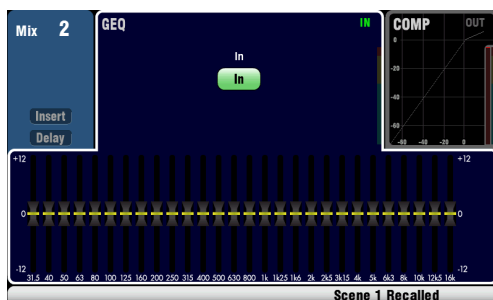 Mix 2
GEQ IN
COMP OUT
In
In
Insert
Delay
0
-20
-40
-60
-60 -40 -20 0
+12 +12
0 0
-12 -12
31.5 40 50 63 80 100 125 160 200 250 315 400 500 630 800 1k 1k25 1k6 2k 2k5 3k15 4k 5k 6k3 8k 10k 12k5 16k
Scene 1 Recalled